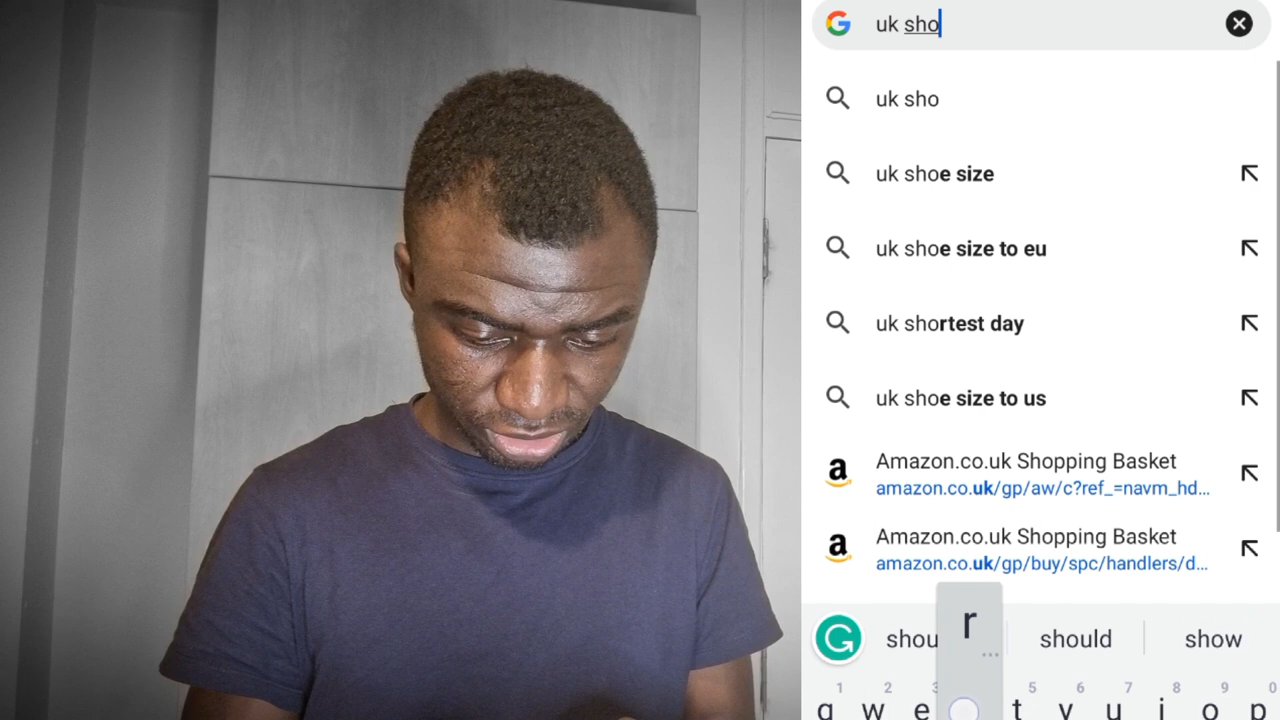 uk sho
uk sho
uk shoe size
uk shoe size to eu
uk shortest day
uk shoe size to us
Amazon.co.uk Shopping Basket
amazon.co.uk/gp/aw/c?ref_=navm_hd...
Amazon.co.uk Shopping Basket
amazon.co.uk/gp/buy/spc/handlers/d...
r
shou should show
1 2 3 5 6 7 8 9 0
q w e t y u i o p